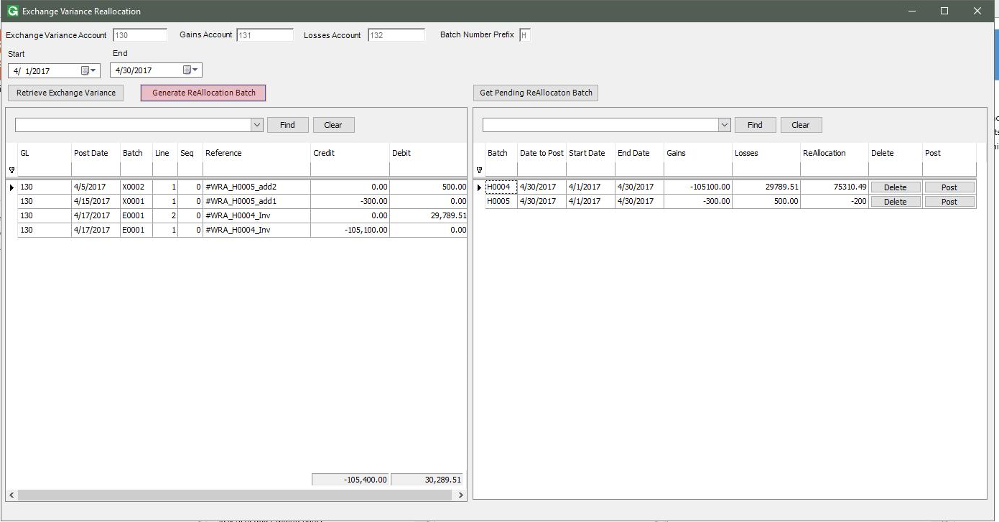 G Exchange Variance Reallocation
Exchange Variance Account 130 Gains Account 131 Losses Account 132 Batch Number Prefix H
Start End
4/ 1/2017 4/30/2017
Retrieve Exchange Variance Generate ReAllocation Batch Get Pending ReAllocaton Batch
Find Clear Find Clear
GL Post Date Batch Line Seq Reference Credit Debit Batch Date to Post Start Date End Date Gains Losses ReAllocation Delete Post
130 4/5/2017 X0002 1 0 #WRA_H0005_add2 0.00 500.00 H0004 4/30/2017 4/1/2017 4/30/2017 -105100.00 29789.51 75310.49 Delete Post
130 4/15/2017 X0001 1 0 #WRA_H0005_add1 -300.00 0.00 H0005 4/30/2017 4/1/2017 4/30/2017 -300.00 500.00 -200 Delete Post
130 4/17/2017 E0001 2 0 #WRA_H0004_Inv 0.00 29,789.51
130 4/17/2017 E0001 1 0 #WRA_H0004_Inv -105,100.00 0.00
-105,400.00 30,289.51